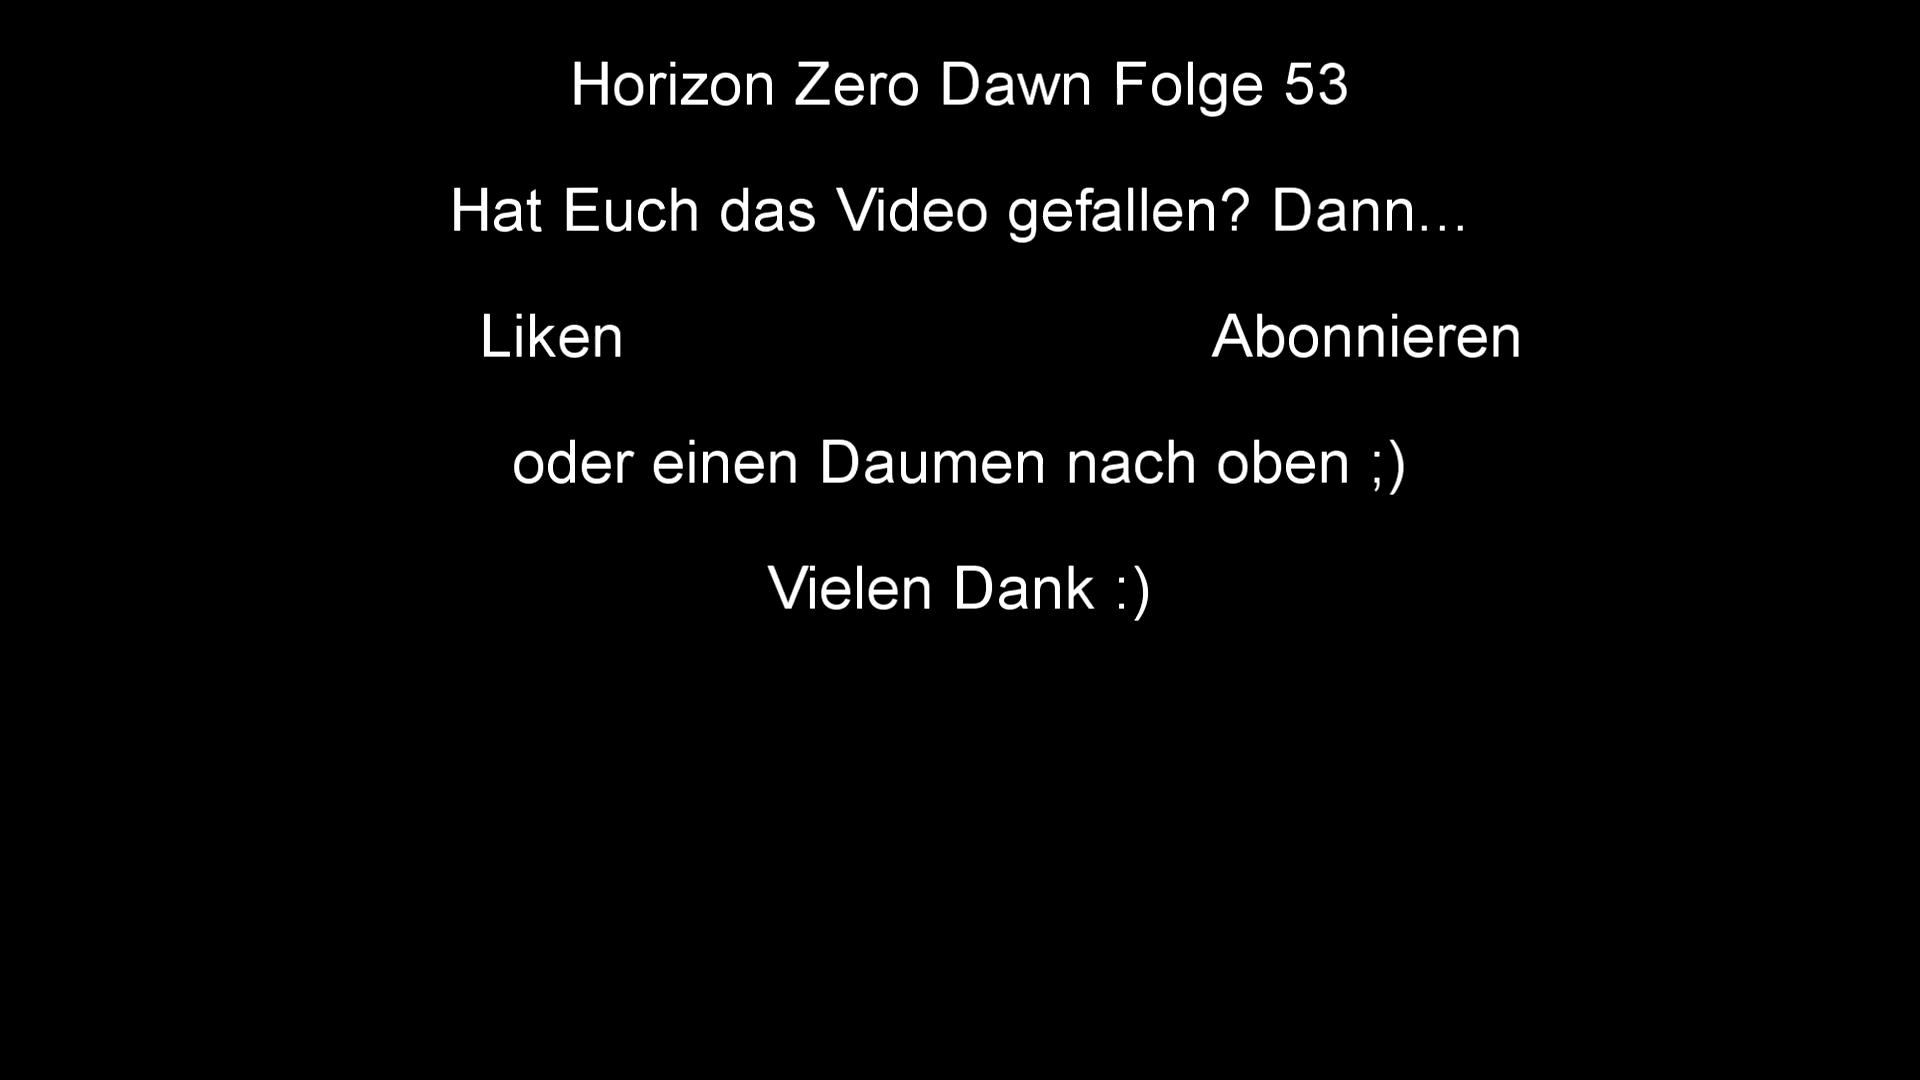 Horizon Zero Dawn Folge 53
Hat Euch das Video gefallen? Dann...
Liken Abonnieren
oder einen Daumen nach oben ;)
Vielen Dank :)